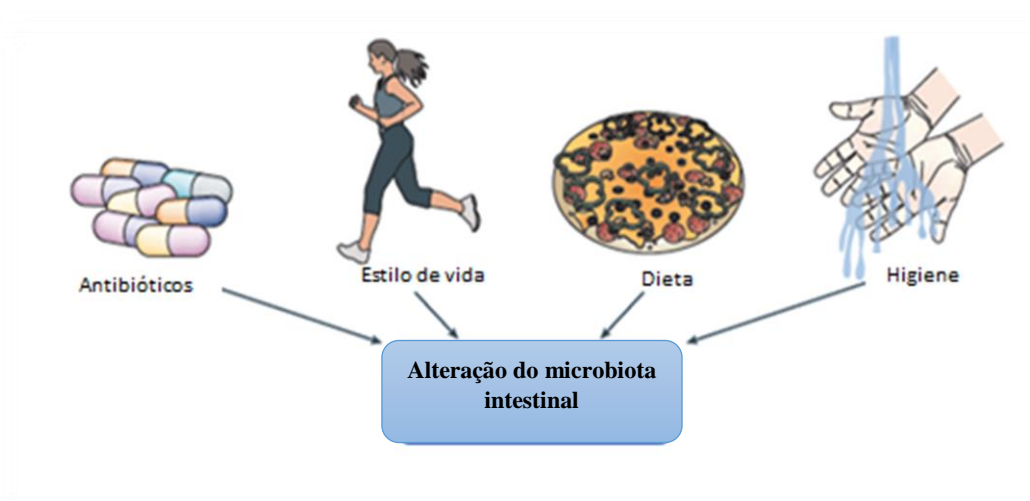 Antibióticos
Estilo de vida
Dieta
Higiene
Alteração do microbiota
intestinal